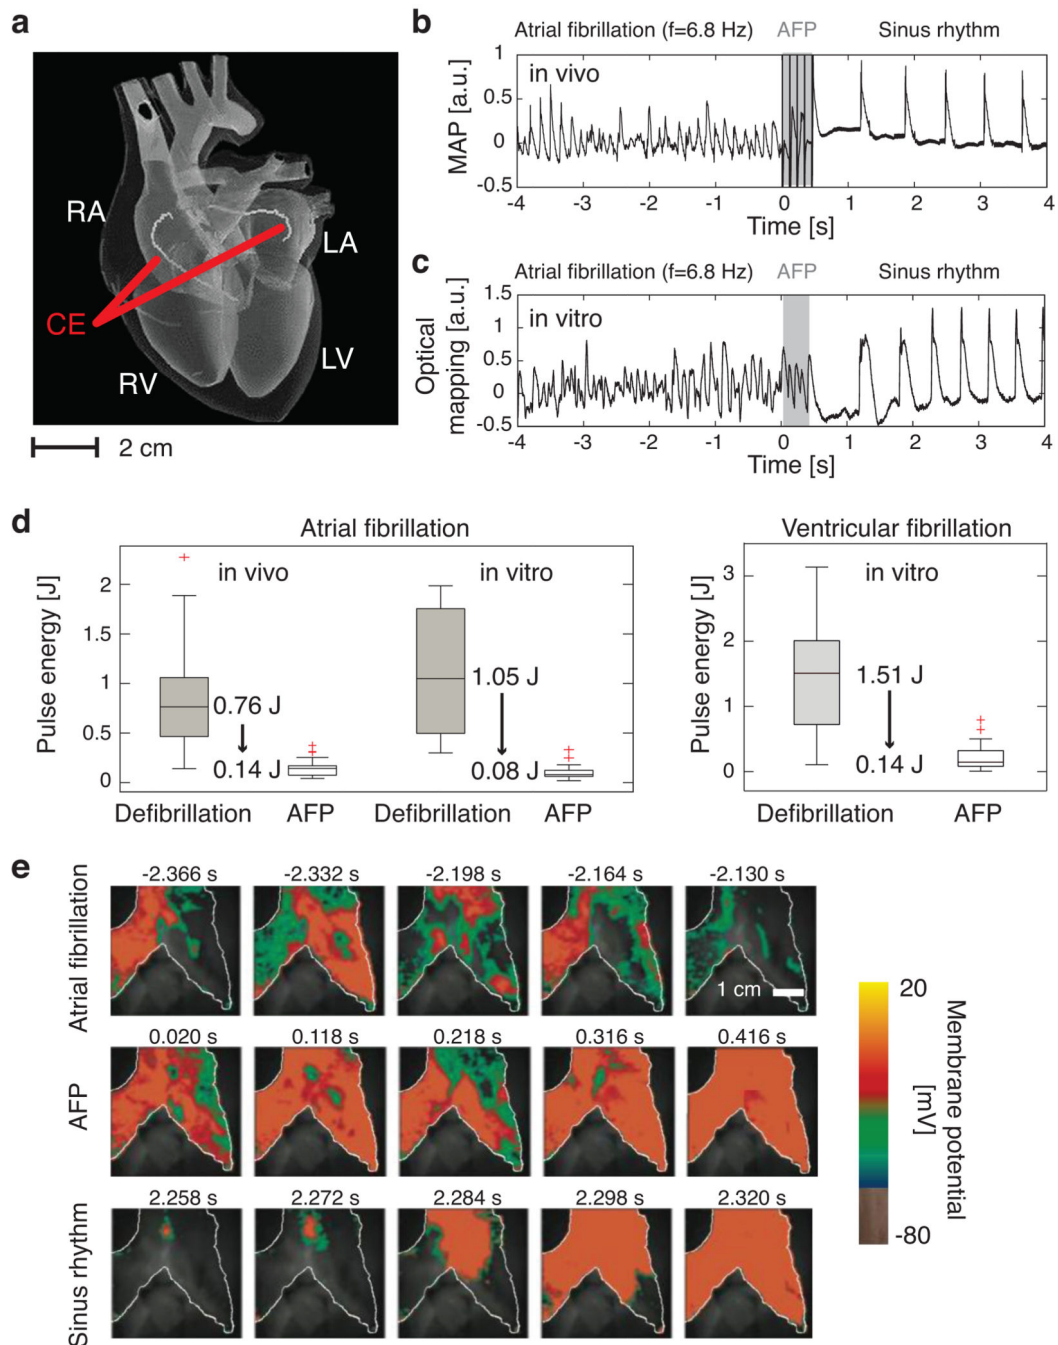 a
RA
LA
CE
RV
LV
2 cm
b
Atrial fibrillation (f=6.8 Hz) AFP Sinus rhythm
in vivo
MAP [a.u.]
1
0.5
0
-0.5
-4 -3 -2 -1 0 1 2 3 4
Time [s]
c
Atrial fibrillation (f=6.8 Hz) AFP Sinus rhythm
in vitro
Optical
mapping [a.u.]
1.5
1
0.5
0
-0.5
-4 -3 -2 -1 0 1 2 3 4
Time [s]
d
Atrial fibrillation
in vivo
in vitro
Pulse energy [J]
2
1.5
1
0.5
0
0.76 J
0.14 J
1.05 J
0.08 J
Defibrillation AFP Defibrillation AFP
Ventricular fibrillation
in vitro
Pulse energy [J]
3
2
1
0
1.51 J
0.14 J
Defibrillation AFP
e
Atrial fibrillation
-2.366 s -2.332 s -2.198 s -2.164 s -2.130 s
1 cm
AFP
0.020 s 0.118 s 0.218 s 0.316 s 0.416 s
Sinus rhythm
2.258 s 2.272 s 2.284 s 2.298 s 2.320 s
20
-80
Membrane potential
[mV]